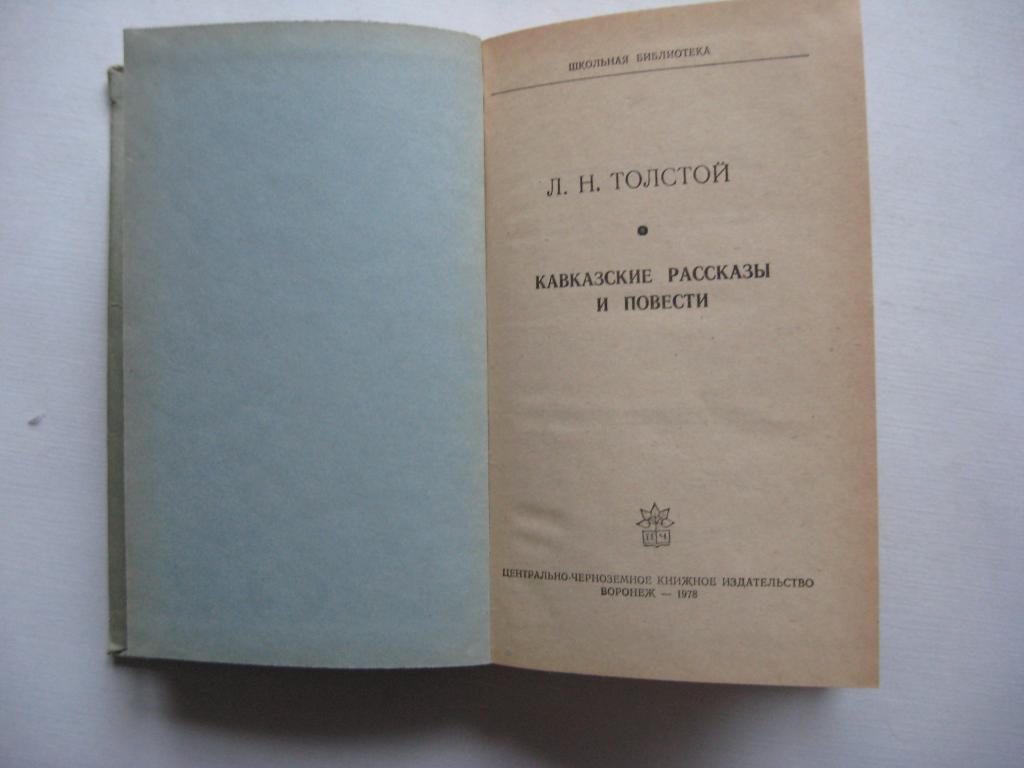 ШКОЛЬНАЯ БИБЛИОТЕКА
Л. Н. ТОЛСТОЙ
КАВКАЗСКИЕ РАССКАЗЫ
И ПОВЕСТИ
ЦЧ
ЦЕНТРАЛЬНО-ЧЕРНОЗЕМНОЕ КНИЖНОЕ ИЗДАТЕЛЬСТВО
ВОРОНЕЖ — 1978